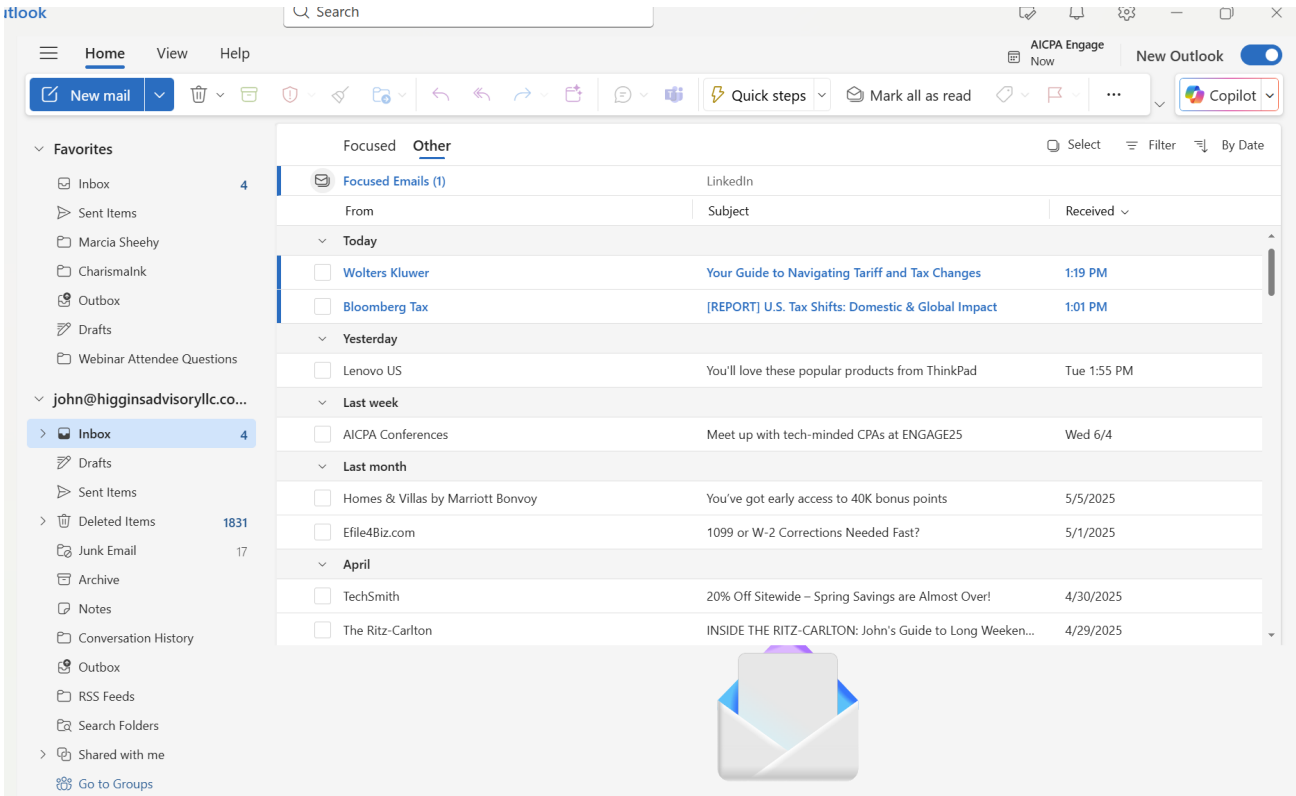 utlook
Search
Home View Help
AICPA Engage
Now
New Outlook
New mail
Quick steps
Mark all as read
...
Copilot
Favorites
Inbox 4
Sent Items
Marcia Sheehy
CharismaInk
Outbox
Drafts
Webinar Attendee Questions
john@higginsadvisoryllc.co...
Inbox 4
Drafts
Sent Items
Deleted Items 1831
Junk Email 17
Archive
Notes
Conversation History
Outbox
RSS Feeds
Search Folders
Shared with me
Go to Groups
Focused Other Select Filter By Date
Focused Emails (1) LinkedIn
From Subject Received
Today
Wolters Kluwer Your Guide to Navigating Tariff and Tax Changes 1:19 PM
Bloomberg Tax [REPORT] U.S. Tax Shifts: Domestic & Global Impact 1:01 PM
Yesterday
Lenovo US You'll love these popular products from ThinkPad Tue 1:55 PM
Last week
AICPA Conferences Meet up with tech-minded CPAs at ENGAGE25 Wed 6/4
Last month
Homes & Villas by Marriott Bonvoy You've got early access to 40K bonus points 5/5/2025
Efile4Biz.com 1099 or W-2 Corrections Needed Fast? 5/1/2025
April
TechSmith 20% Off Sitewide – Spring Savings are Almost Over! 4/30/2025
The Ritz-Carlton INSIDE THE RITZ-CARLTON: John's Guide to Long Weeken... 4/29/2025